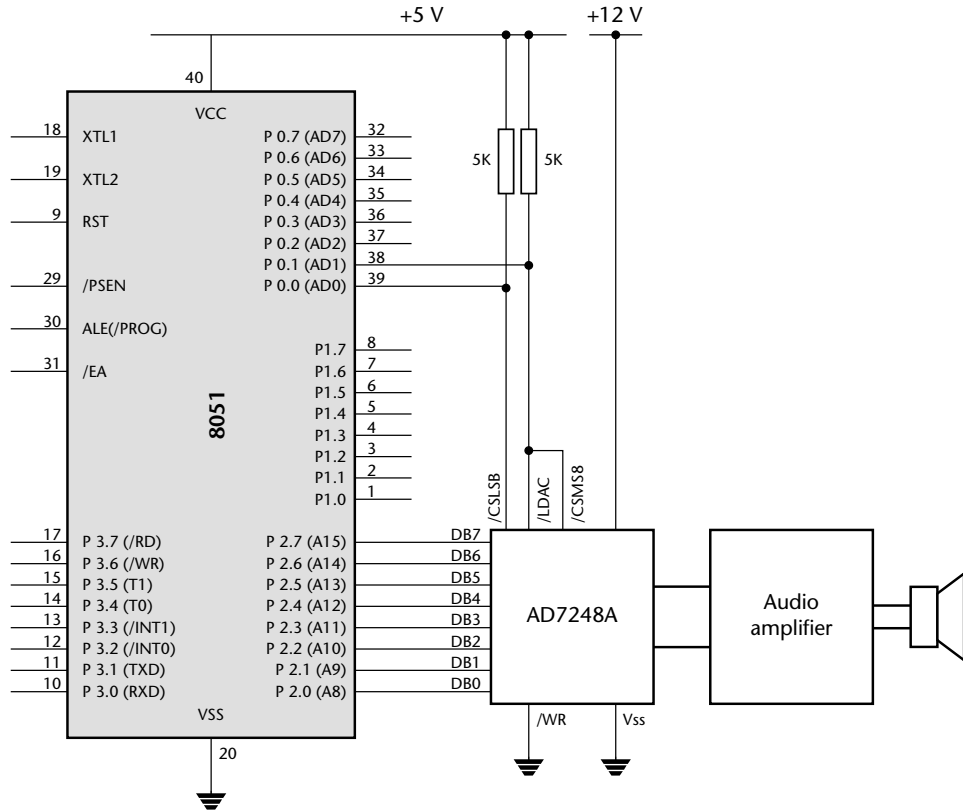 +5 V
+12 V
40
VCC
18 XTL1
P 0.7 (AD7) 32
P 0.6 (AD6) 33
19 XTL2
P 0.5 (AD5) 34
P 0.4 (AD4) 35
9 RST
P 0.3 (AD3) 36
P 0.2 (AD2) 37
P 0.1 (AD1) 38
29 /PSEN
P 0.0 (AD0) 39
5K
5K
30 ALE(/PROG)
P1.7 8
31 /EA
P1.6 7
P1.5 6
P1.4 5
P1.3 4
P1.2 3
P1.1 2
P1.0 1
8051
/CSLSB
/LDAC
/CSMS8
17 P 3.7 (/RD)
P 2.7 (A15) DB7
16 P 3.6 (/WR)
P 2.6 (A14) DB6
15 P 3.5 (T1)
P 2.5 (A13) DB5
14 P 3.4 (T0)
P 2.4 (A12) DB4
13 P 3.3 (/INT1)
P 2.3 (A11) DB3
12 P 3.2 (/INT0)
P 2.2 (A10) DB2
11 P 3.1 (TXD)
P 2.1 (A9) DB1
10 P 3.0 (RXD)
P 2.0 (A8) DB0
VSS
20
AD7248A
/WR
Vss
Audio
amplifier